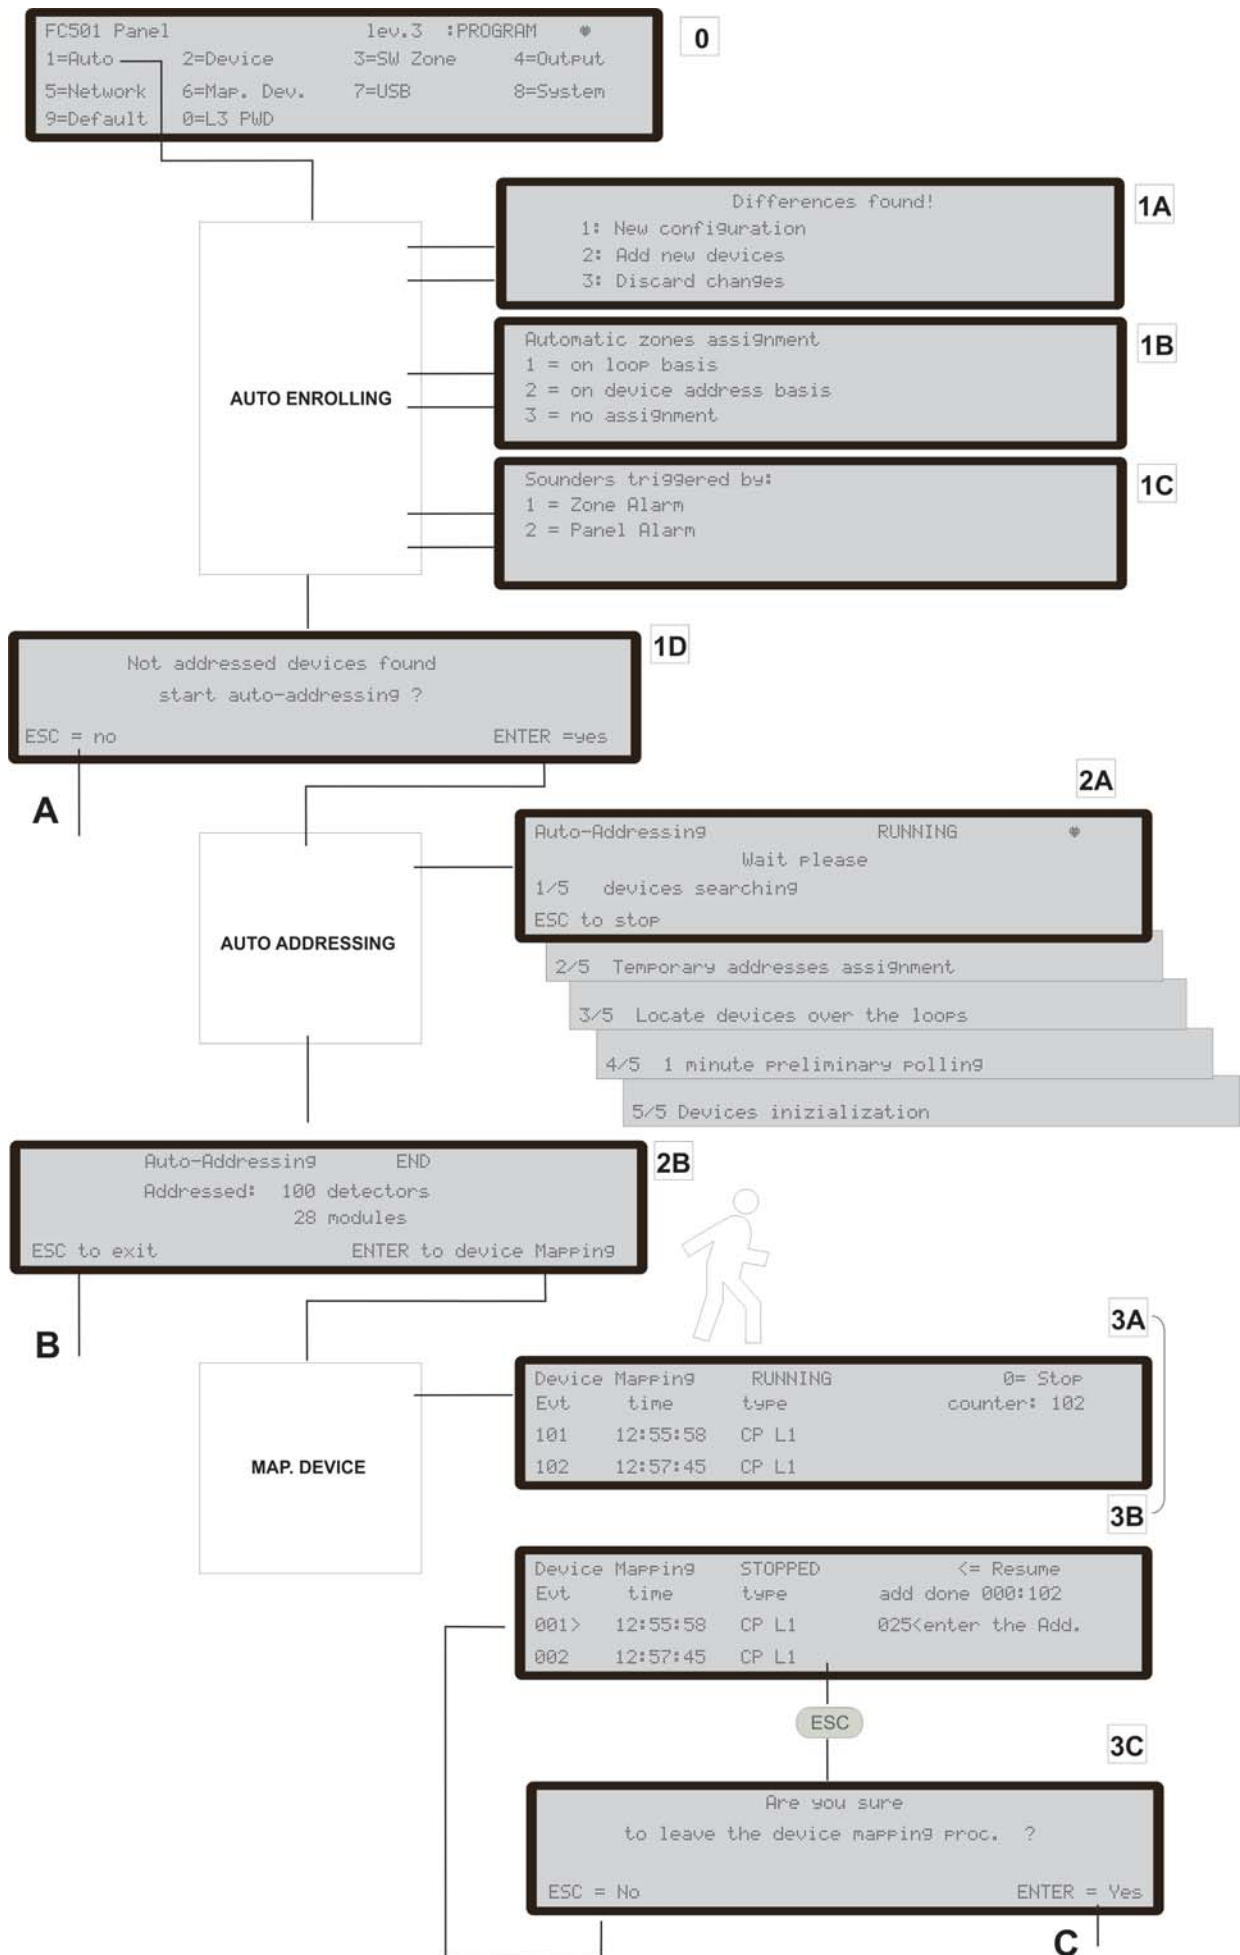 FC501 Panel lev.3 :PROGRAM
0
1=Auto 2=Device 3=SW Zone 4=Output
5=Network 6=Map. Dev. 7=USB 8=System
9=Default 0=L3 PWD
Differences found!
1A
1: New configuration
2: Add new devices
3: Discard changes
Automatic zones assignment
1B
1 = on loop basis
2 = on device address basis
3 = no assignment
AUTO ENROLLING
Sounders triggered by:
1C
1 = Zone Alarm
2 = Panel Alarm
1D
Not addressed devices found
start auto-addressing ?
ESC = no ENTER =yes
A
2A
Auto-Addressing RUNNING
Wait please
1/5 devices searching
ESC to stop
AUTO ADDRESSING
2/5 Temporary addresses assignment
3/5 Locate devices over the loops
4/5 1 minute preliminary polling
5/5 Devices inizialization
Auto-Addressing END
2B
Addressed: 100 detectors
28 modules
ESC to exit ENTER to device Mapping
B
3A
Device Mapping RUNNING 0= Stop
Evt time type counter: 102
101 12:55:58 CP L1
102 12:57:45 CP L1
MAP. DEVICE
3B
Device Mapping STOPPED <= Resume
Evt time type add done 000:102
001> 12:55:58 CP L1 025<enter the Add.
002 12:57:45 CP L1
ESC
3C
Are you sure
to leave the device mapping proc. ?
ESC = No ENTER = Yes
C